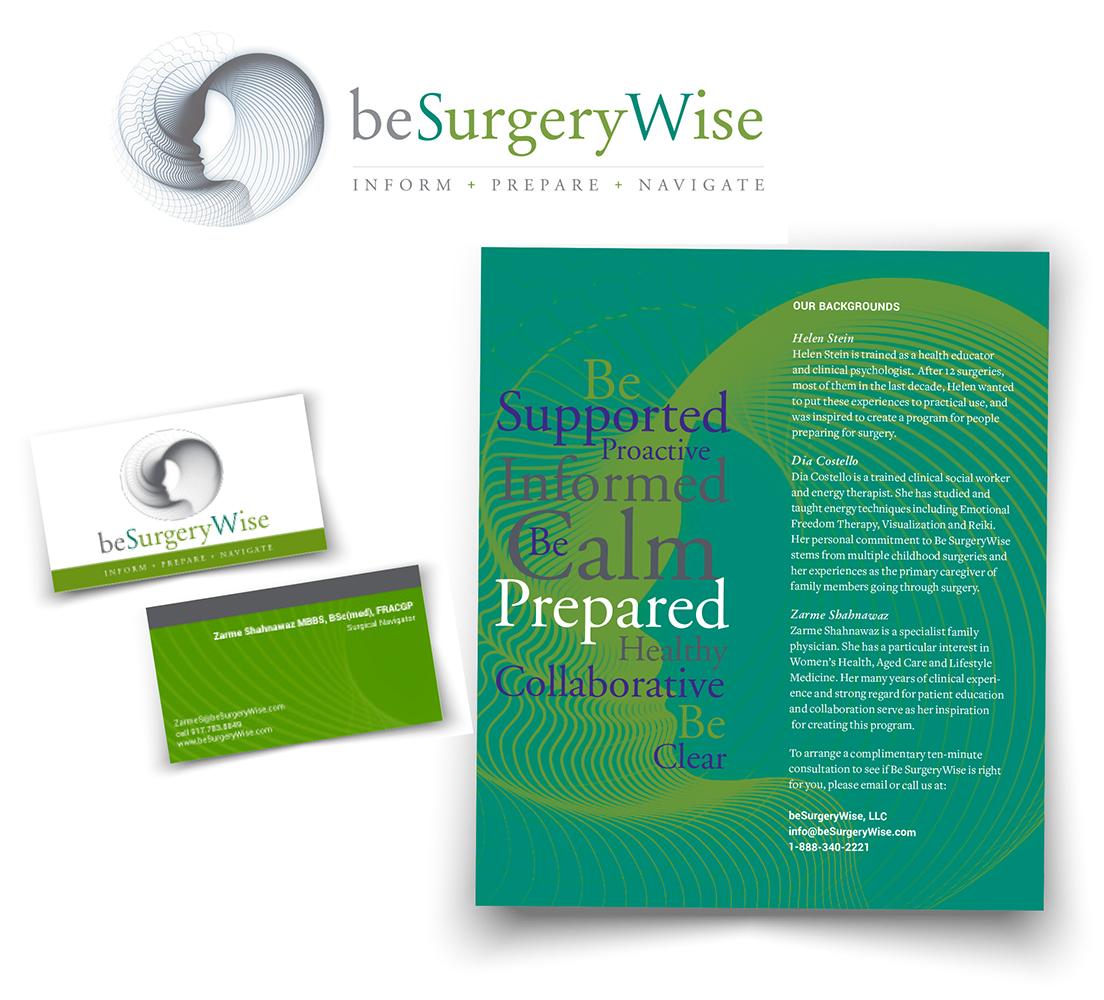 beSurgeryWise
INFORM + PREPARE + NAVIGATE
beSurgeryWise
INFORM + PREPARE + NAVIGATE
Zarme Shahnawaz MBBS, BSc(med), FRACGP
Surgical Navigator
ZarmeS@beSurgeryWise.com
cell 917.783.8849
www.beSurgeryWise.com
Be
Supported
Proactive
Informed
Be
Calm
Prepared
Healthy
Collaborative
Be
Clear
OUR BACKGROUNDS
Helen Stein
Helen Stein is trained as a health educator
and clinical psychologist. After 12 surgeries,
most of them in the last decade, Helen wanted
to put these experiences to practical use, and
was inspired to create a program for people
preparing for surgery.
Dia Costello
Dia Costello is a trained clinical social worker
and energy therapist. She has studied and
taught energy techniques including Emotional
Freedom Therapy, Visualization and Reiki.
Her personal commitment to Be SurgeryWise
stems from multiple childhood surgeries and
her experiences as the primary caregiver of
family members going through surgery.
Zarme Shahnawaz
Zarme Shahnawaz is a specialist family
physician. She has a particular interest in
Women's Health, Aged Care and Lifestyle
Medicine. Her many years of clinical experi-
ence and strong regard for patient education
and collaboration serve as her inspiration
for creating this program.
To arrange a complimentary ten-minute
consultation to see if Be SurgeryWise is right
for you, please email or call us at:
beSurgeryWise, LLC
info@beSurgeryWise.com
1-888-340-2221